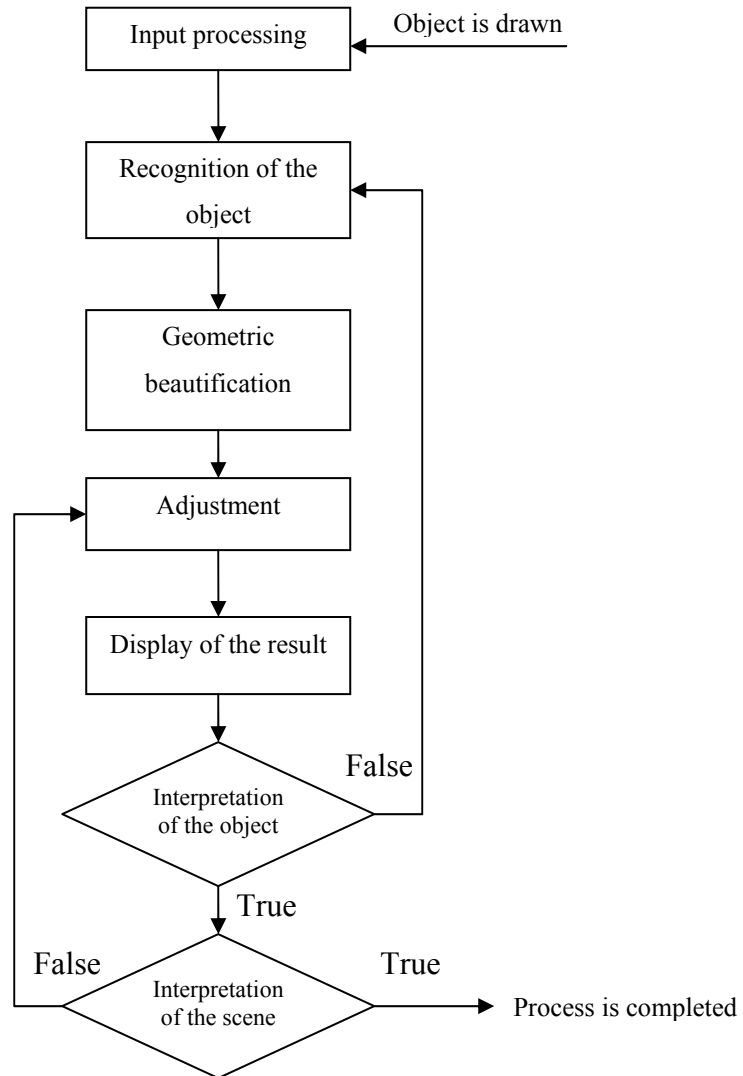 Input processing
Object is drawn
Recognition of the
object
Geometric
beautification
Adjustment
Display of the result
False
Interpretation
of the object
True
False
True
Interpretation
of the scene
Process is completed